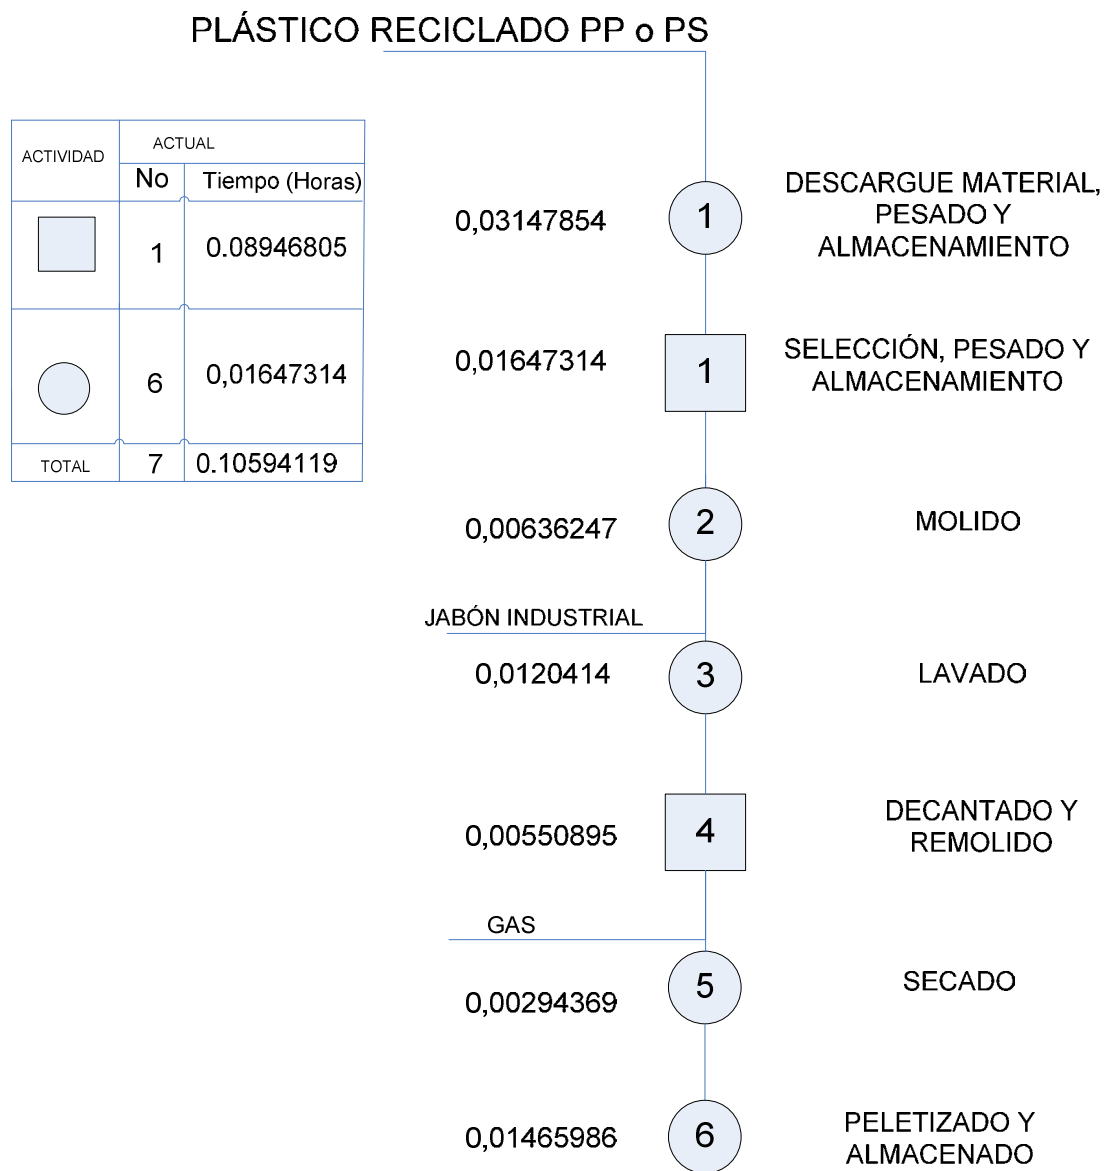 PLÁSTICO RECICLADO PP o PS
ACTIVIDAD
ACTUAL
No
Tiempo (Horas)
1
0.08946805
6
0,01647314
TOTAL
7
0.10594119
0,03147854
1
DESCARGUE MATERIAL,
PESADO Y
ALMACENAMIENTO
0,01647314
1
SELECCIÓN, PESADO Y
ALMACENAMIENTO
0,00636247
2
MOLIDO
JABÓN INDUSTRIAL
0,0120414
3
LAVADO
0,00550895
4
DECANTADO Y
REMOLIDO
GAS
0,00294369
5
SECADO
0,01465986
6
PELETIZADO Y
ALMACENADO